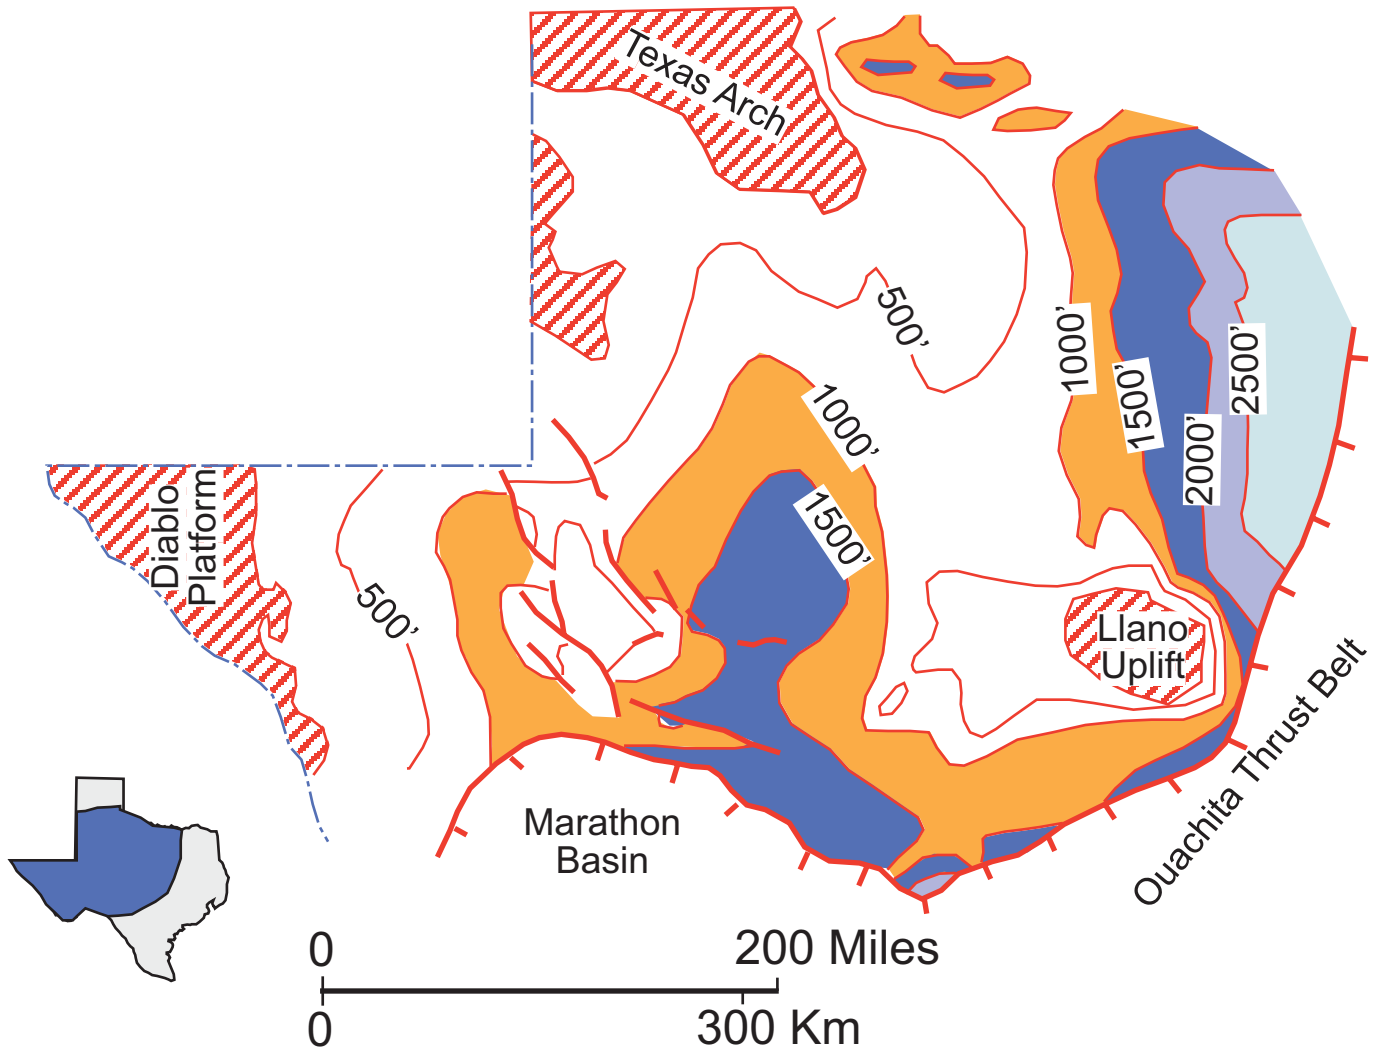 Texas Arch
500’
1000’
1500’
2000’
2500’
1000’
1500’
Diablo
Platform
500’
Llano
Uplift
Ouachita Thrust Belt
Marathon
Basin
0
200 Miles
0
300 Km